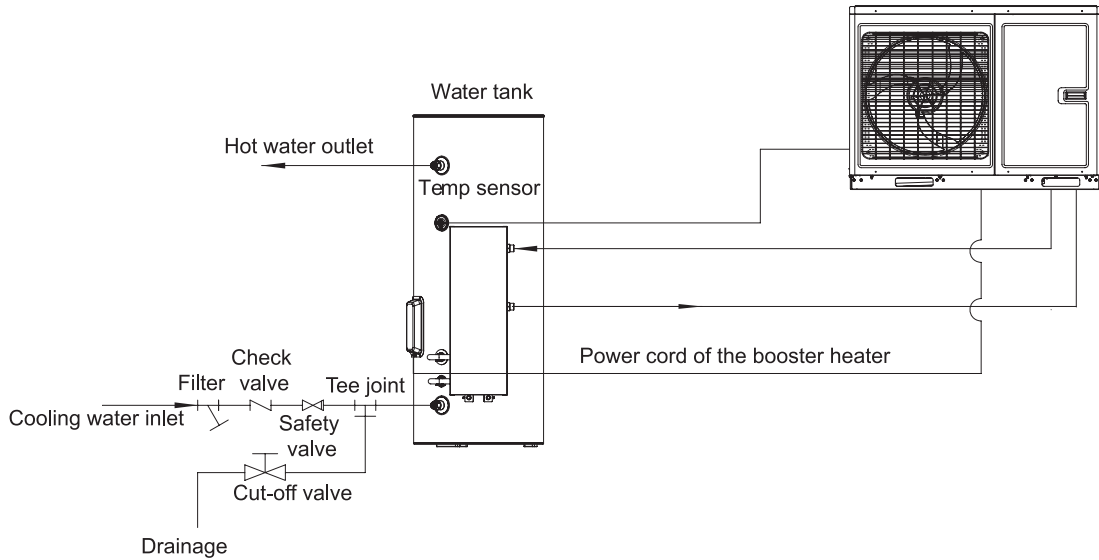 Water tank
Hot water outlet
Temp sensor
Power cord of the booster heater
Check
valve
Filter
Tee joint
Cooling water inlet
Safety
valve
Cut-off valve
Drainage